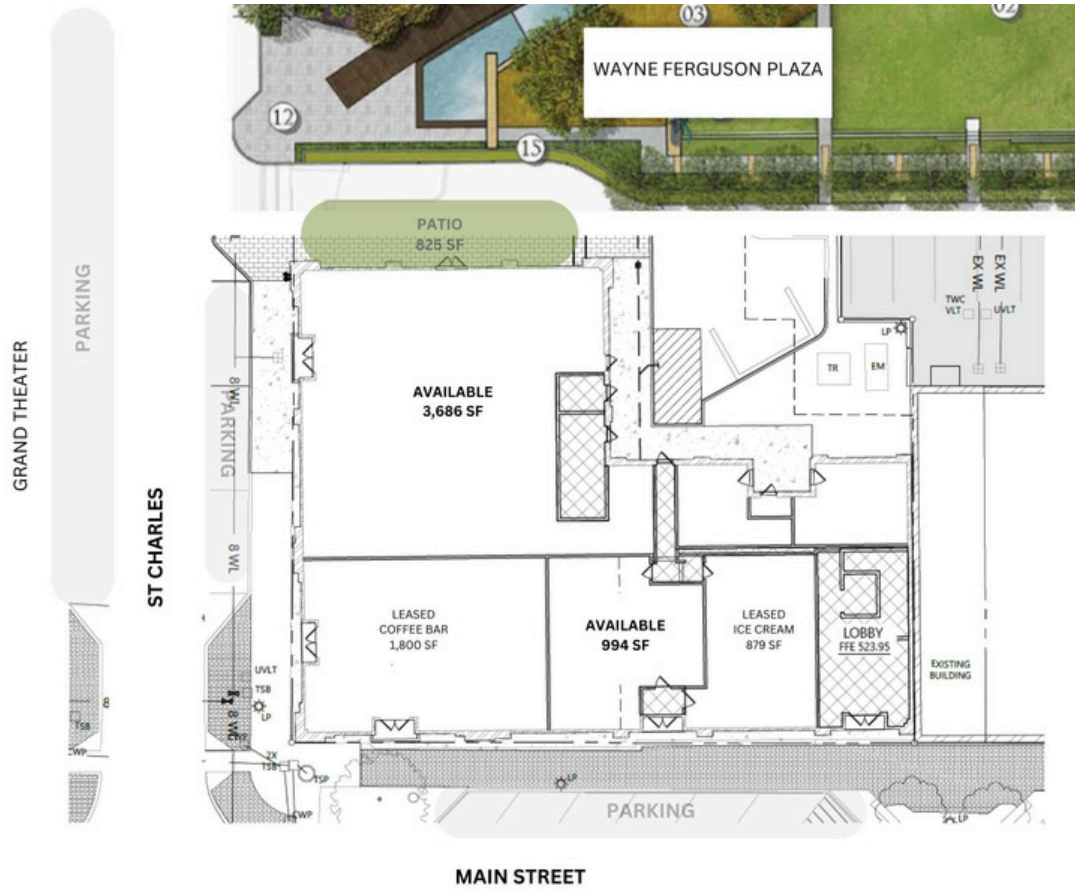 03
02
WAYNE FERGUSON PLAZA
12
15
PATIO
825 SF
PARKING
GRAND THEATER
ST CHARLES
PARKING
8 WL
8 WL
AVAILABLE
3,686 SF
EX WL
EX WL
TWC
VLT
UVLT
LP
TR
EM
LEASED
COFFEE BAR
1,800 SF
AVAILABLE
994 SF
LEASED
ICE CREAM
879 SF
LOBBY
FFE 523.95
EXISTING
BUILDING
UVLT
TSB
LP
8
TSB
CWP
2X
TSB
TSP
CWP
LP
PARKING
LP
MAIN STREET